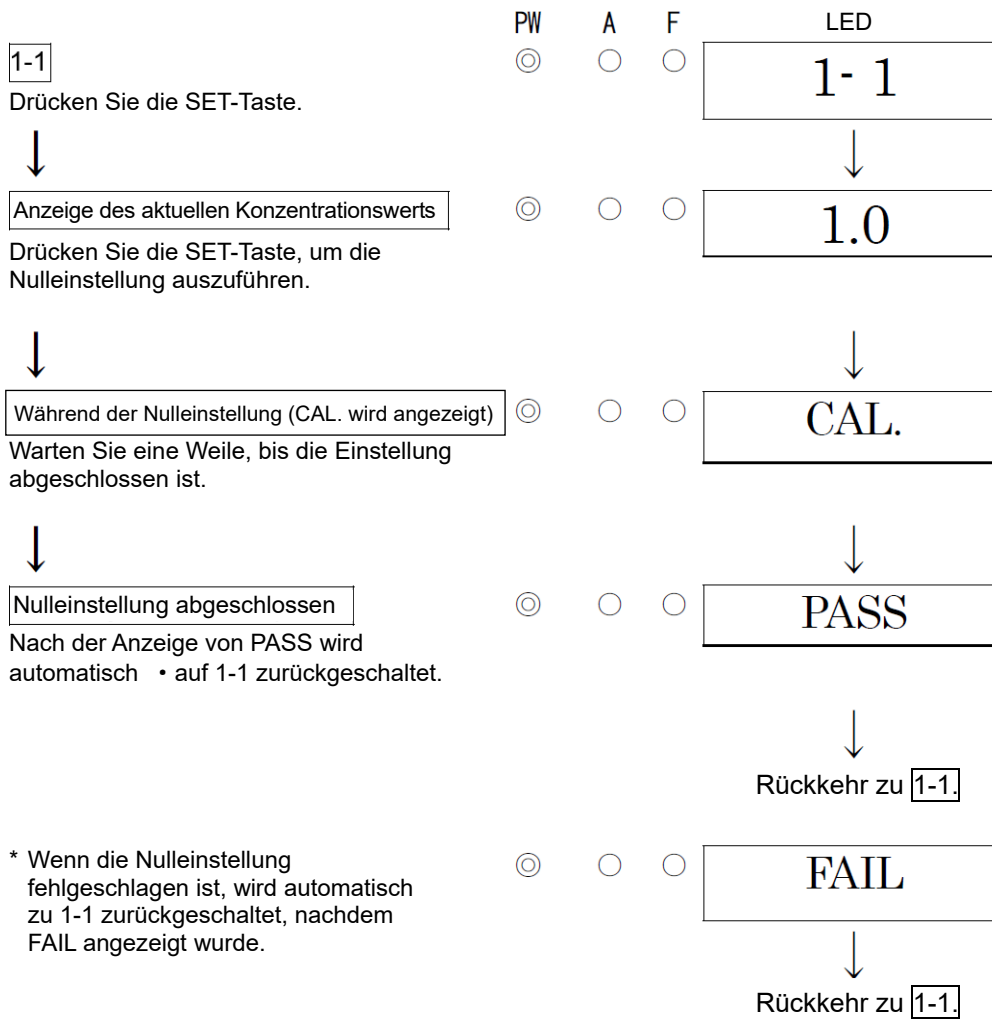 PW A F LED
1-1 ◎ ○ ○ 1- 1
Drücken Sie die SET-Taste.
↓ ↓
Anzeige des aktuellen Konzentrationswerts ◎ ○ ○ 1.0
Drücken Sie die SET-Taste, um die
Nulleinstellung auszuführen.
↓ ↓
Während der Nulleinstellung (CAL. wird angezeigt) ◎ ○ ○ CAL.
Warten Sie eine Weile, bis die Einstellung
abgeschlossen ist.
↓ ↓
Nulleinstellung abgeschlossen ◎ ○ ○ PASS
Nach der Anzeige von PASS wird
automatisch ・auf 1-1 zurückgeschaltet.
↓
Rückkehr zu 1-1.
* Wenn die Nulleinstellung ◎ ○ ○ FAIL
fehlgeschlagen ist, wird automatisch
zu 1-1 zurückgeschaltet, nachdem
FAIL angezeigt wurde.
↓
Rückkehr zu 1-1.